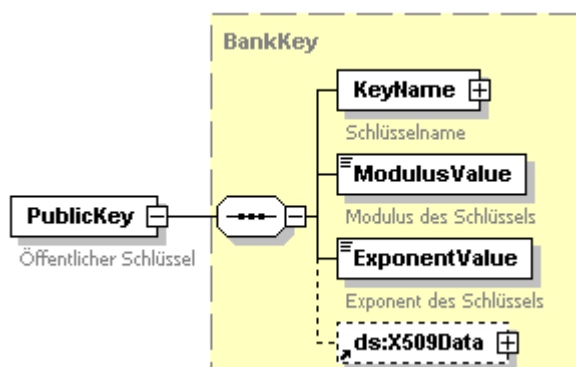 BankKey
KeyName
Schlüsselname
ModulusValue
Modulus des Schlüssels
PublicKey
Öffentlicher Schlüssel
ExponentValue
Exponent des Schlüssels
ds:X509Data